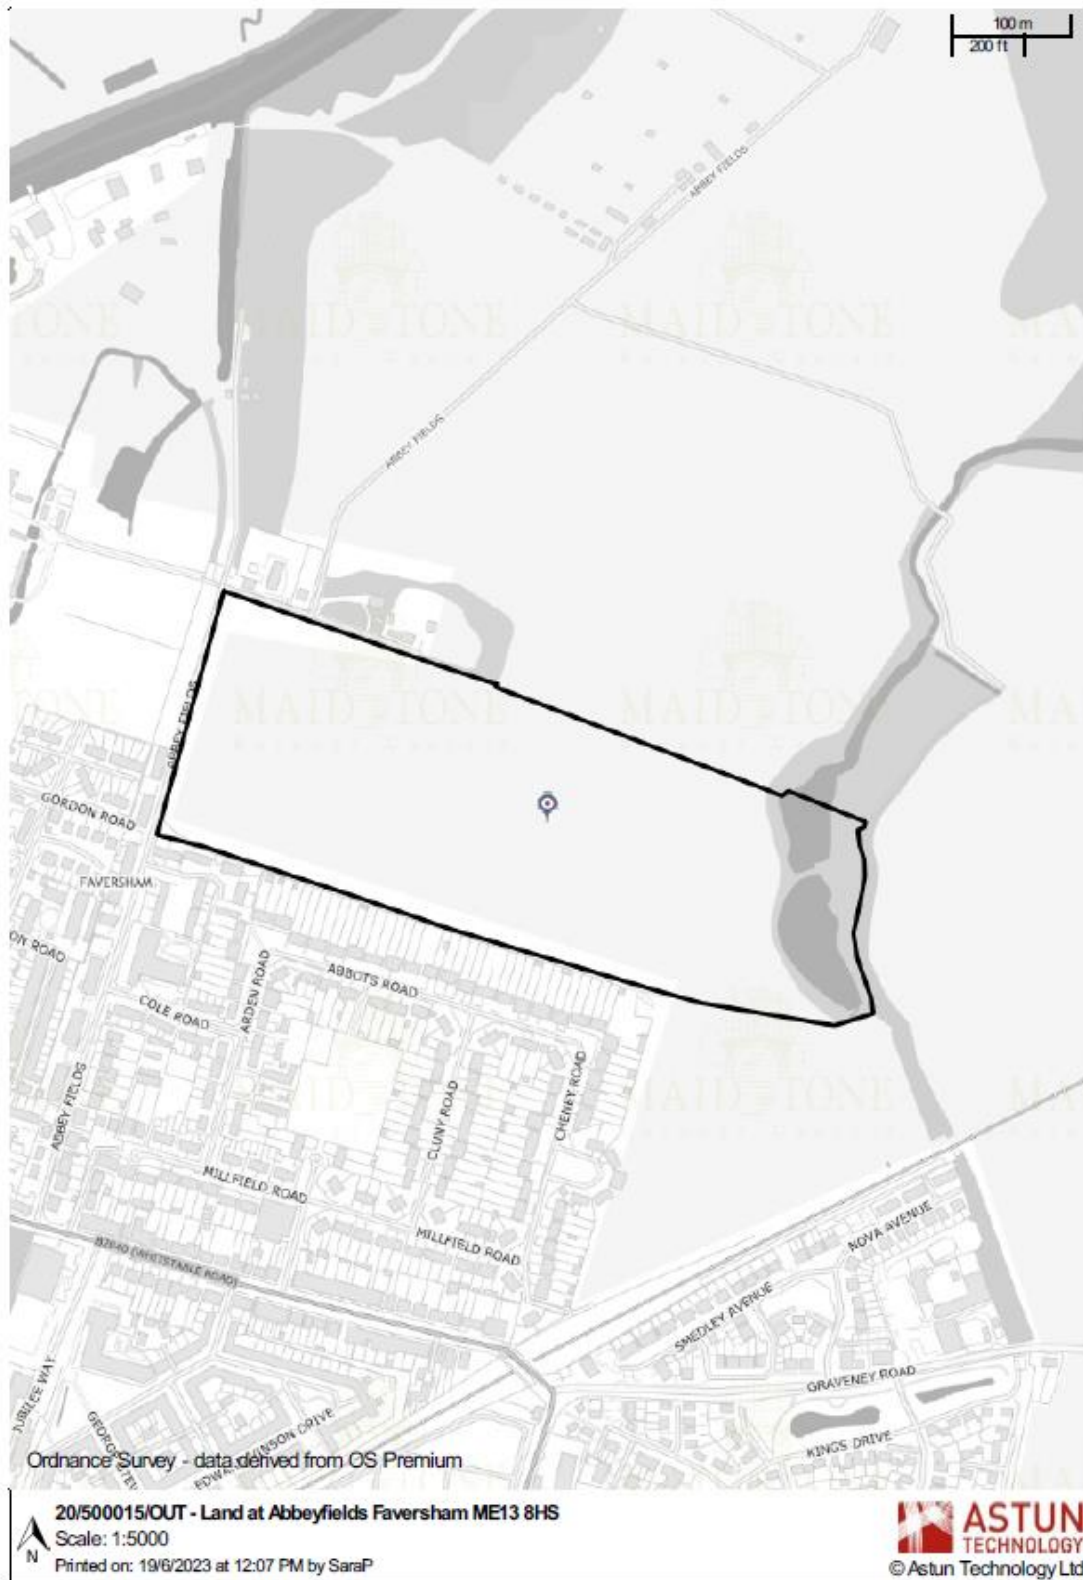 100 m
200 ft
ABBEY FIELDS
ABBEY FIELDS
ABBEY FIELDS
GORDON ROAD
FAVERSHAM
ON ROAD
ABBOTS ROAD
ARDEN ROAD
COLE ROAD
CHENEY ROAD
CLUNY ROAD
ABBEY FIELDS
MILLFIELD ROAD
MILLFIELD ROAD
NOVA AVENUE
B2040 (WHITSTABLE ROAD)
SMEDLEY AVENUE
GRAVENEY ROAD
JUBILEE WAY
KINGS DRIVE
Ordnance Survey - data derived from OS Premium
20/500015/OUT - Land at Abbeyfields Faversham ME13 8HS
Scale: 1:5000
N
Printed on: 19/6/2023 at 12:07 PM by SaraP
ASTUN
TECHNOLOGY
© Astun Technology Ltd